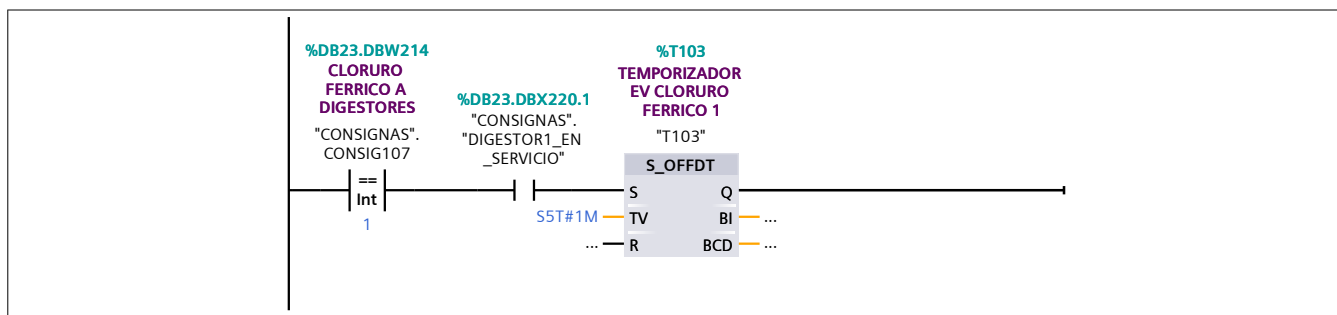 %DB23.DBW214
CLORURO
FERRICO A
DIGESTORES
"CONSIGNAS".
CONSIG107
==
Int
1
%DB23.DBX220.1
"CONSIGNAS".
"DIGESTOR1_EN
_SERVICIO"
%T103
TEMPORIZADOR
EV CLORURO
FERRICO 1
"T103"
S_OFFDT
S Q
S5T#1M TV BI ...
... R BCD ...